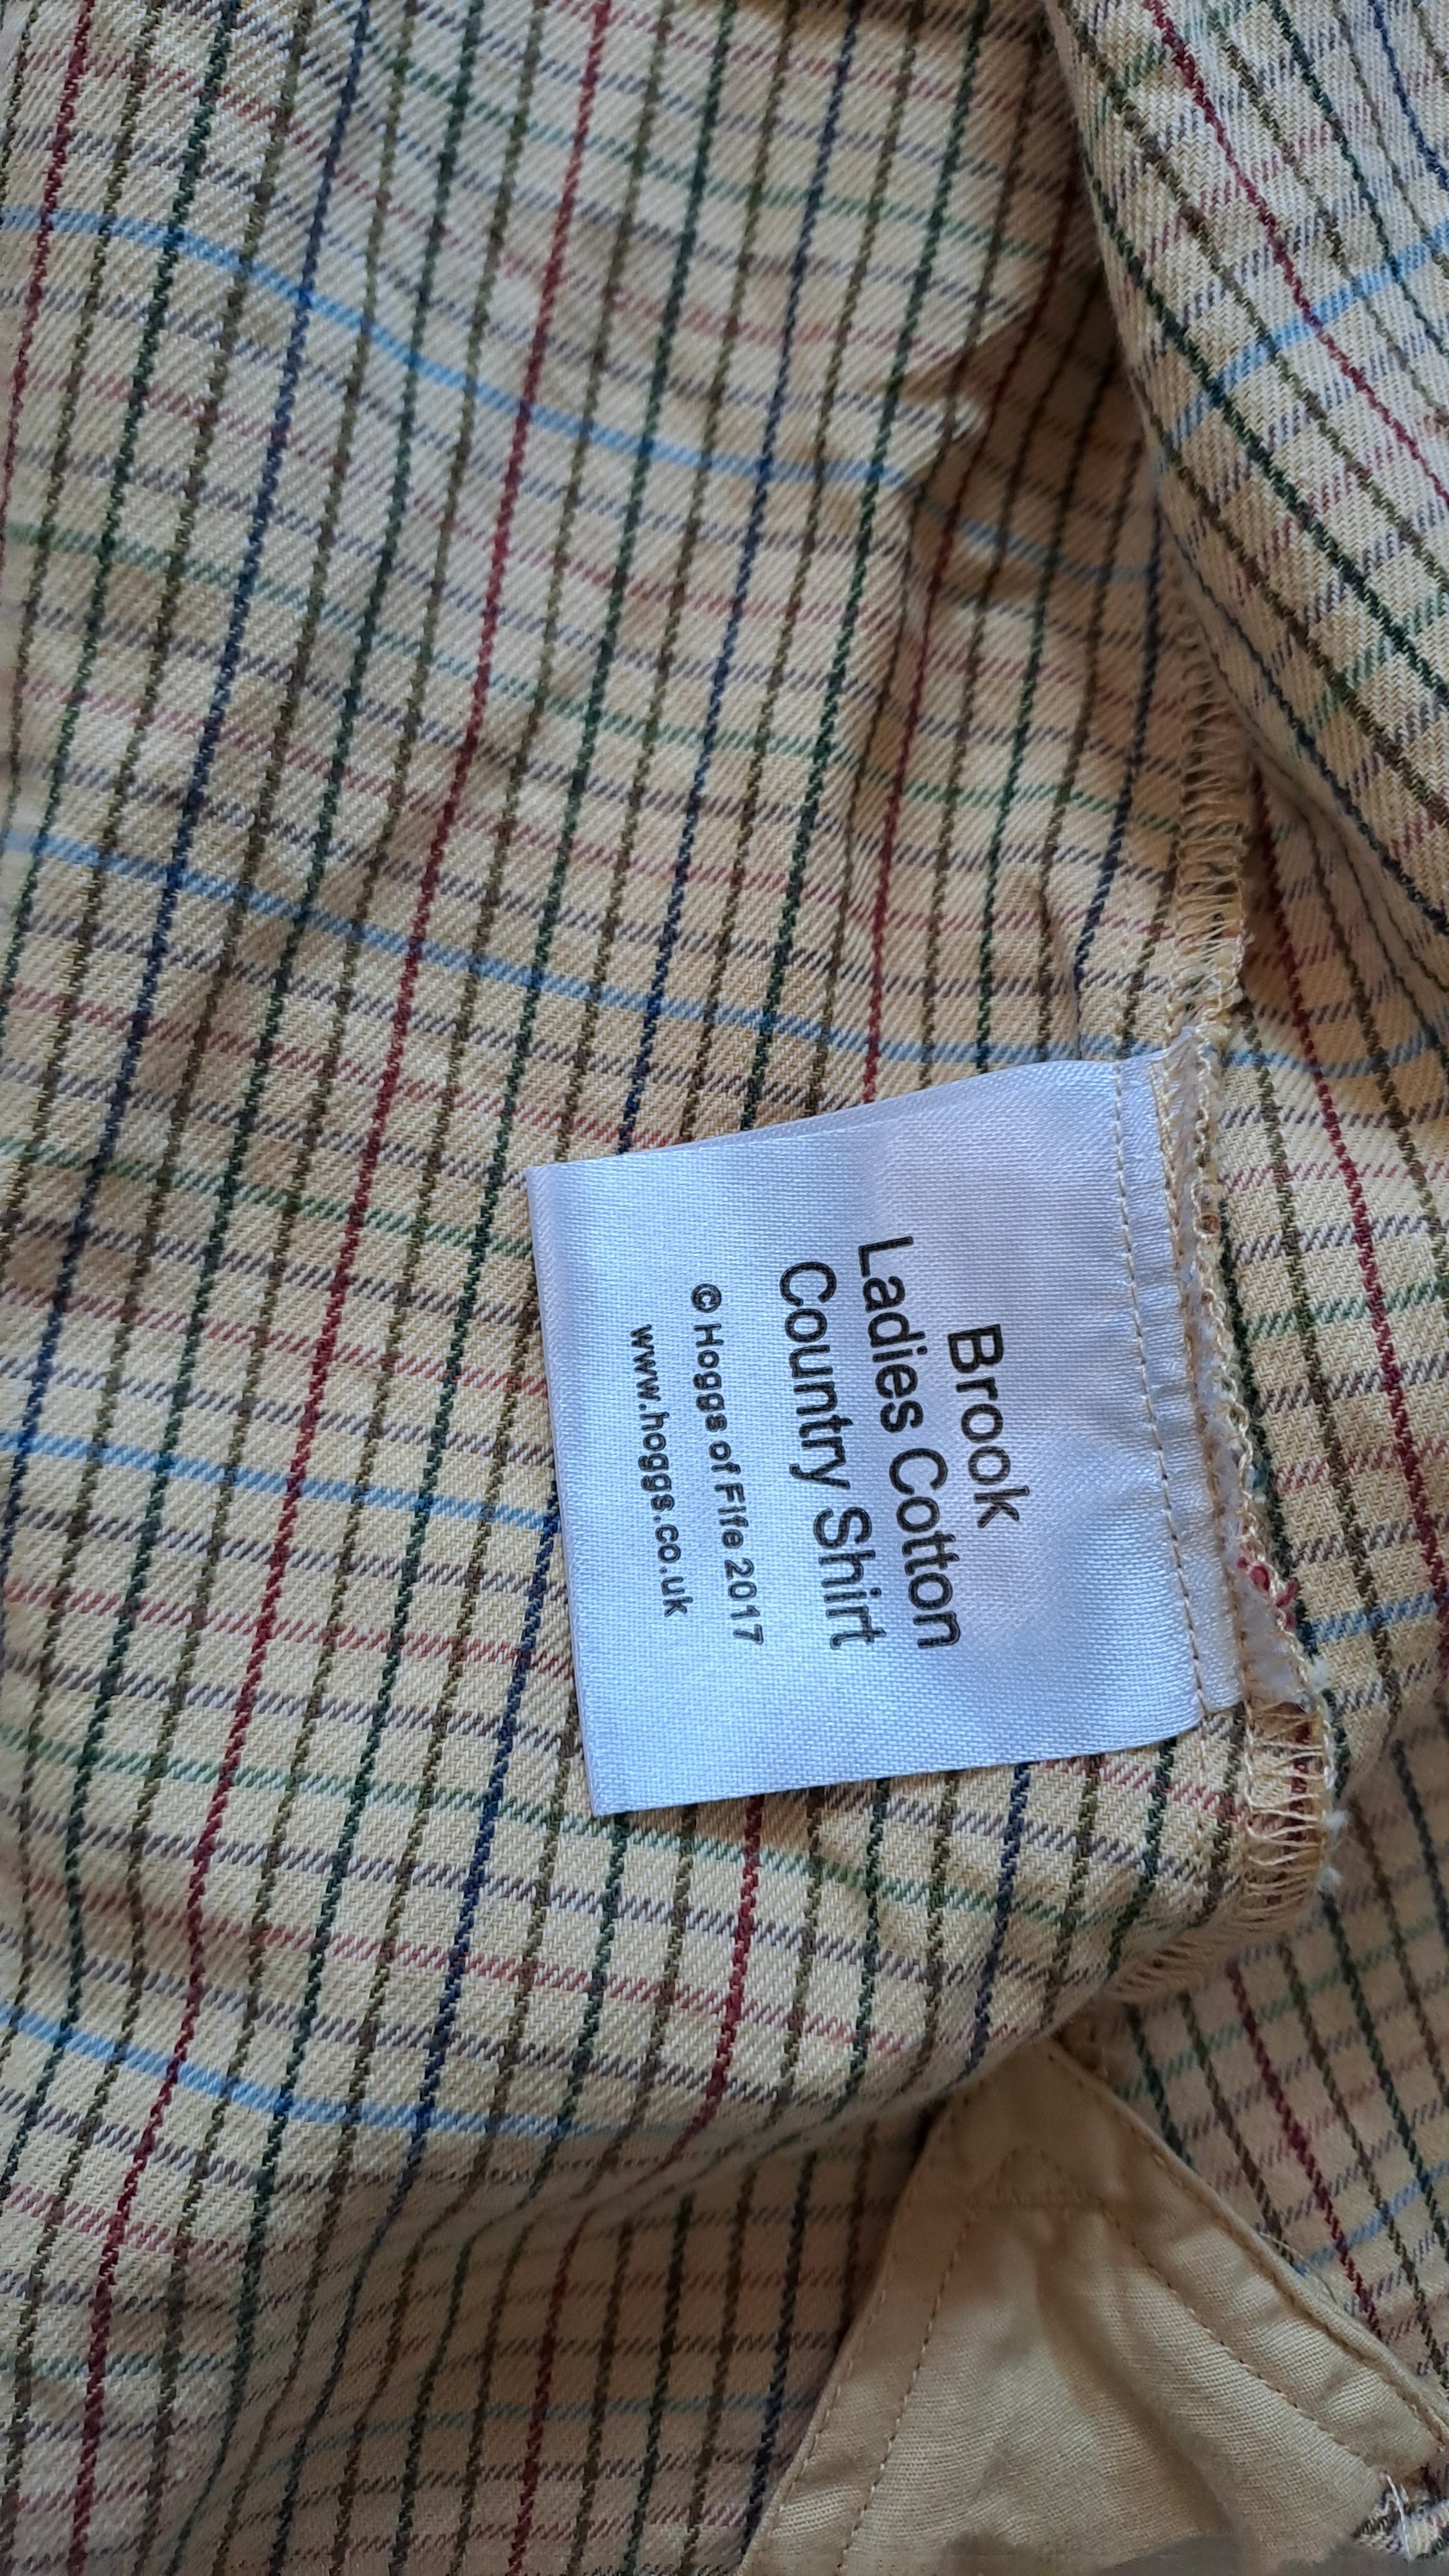 Brook
Ladies Cotton
Country Shirt
© Hoggs of Fife 2017
www.hoggs.co.uk